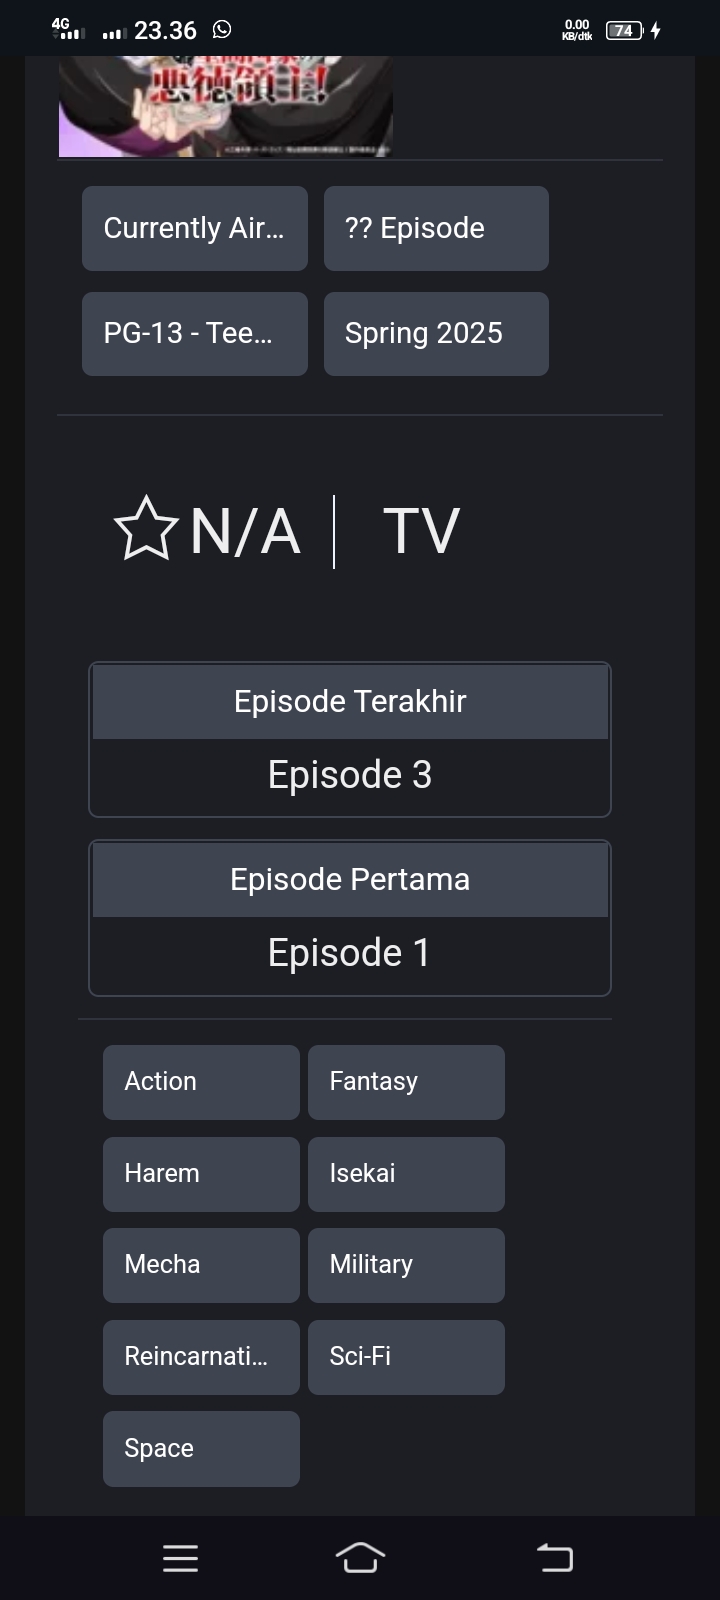 4G 23.36 0.00 KB/dtk 74
悪徳領主!
Currently Air... ?? Episode
PG-13 - Tee... Spring 2025
N/A TV
Episode Terakhir
Episode 3
Episode Pertama
Episode 1
Action Fantasy
Harem Isekai
Mecha Military
Reincarnati... Sci-Fi
Space